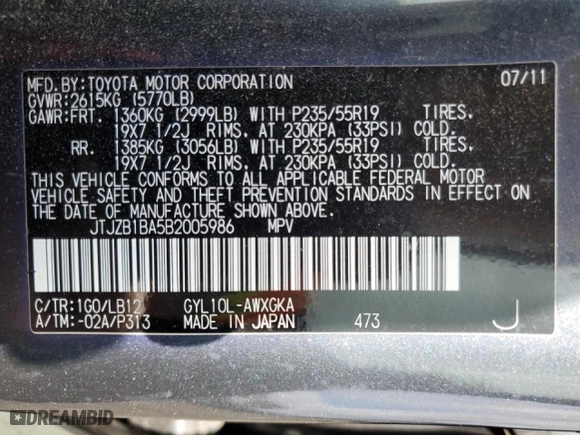 MFD.BY:TOYOTA MOTOR CORPORATION 07/11
GVWR:2615KG (5770LB)
GAWR:FRT. 1360KG (2999LB) WITH P235/55R19 TIRES.
19X7 1/2J RIMS. AT 230KPA (33PSI) COLD.
RR. 1385KG (3056LB) WITH P235/55R19 TIRES.
19X7 1/2J RIMS. AT 230KPA (33PSI) COLD.
THIS VEHICLE CONFORMS TO ALL APPLICABLE FEDERAL MOTOR
VEHICLE SAFETY AND THEFT PREVENTION STANDARDS IN EFFECT ON
THE DATE OF MANUFACTURE SHOWN ABOVE.
JTJZB1BA5B2005986 MPV
C/TR:1G0/LB12 GYL10L-AWXGKA
A/TM:-02A/P313 MADE IN JAPAN 473 J
DREAMBID